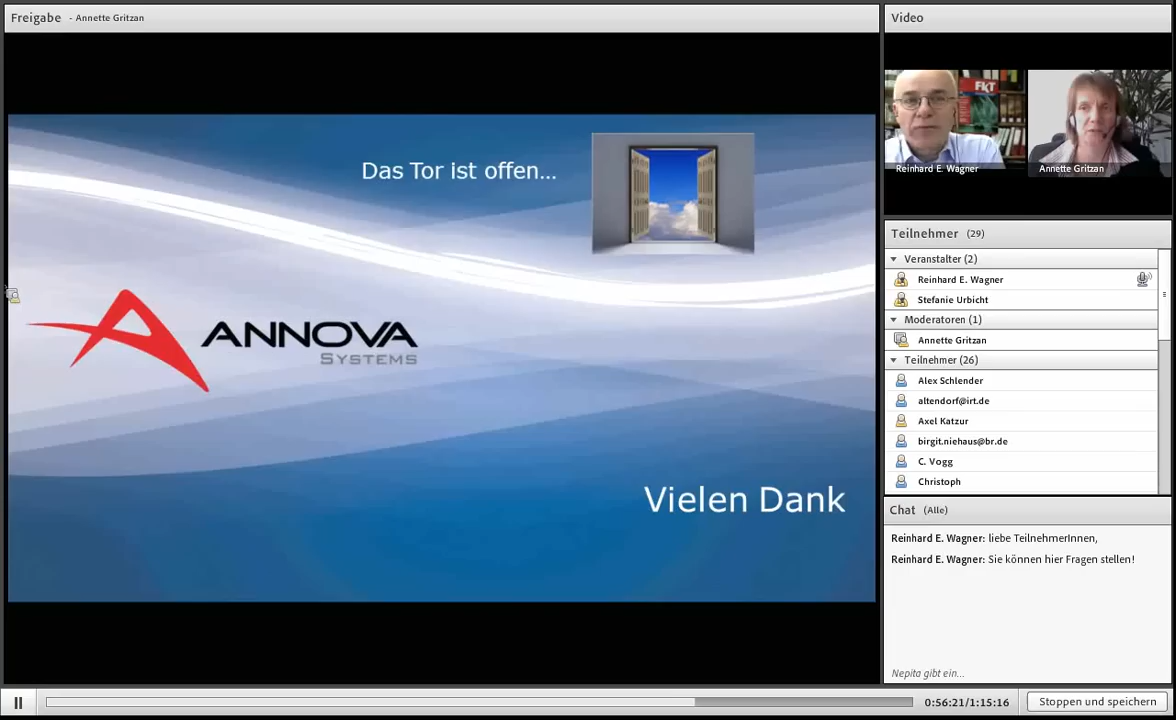 Freigabe - Annette Gritzan
Das Tor ist offen...
ANNOVA
SYSTEMS
Vielen Dank
Video
FKT
Reinhard E. Wagner
Annette Gritzan
Teilnehmer (29)
Veranstalter (2)
Reinhard E. Wagner
Stefanie Urbicht
Moderatoren (1)
Annette Gritzan
Teilnehmer (26)
Alex Schlender
altendorf@irt.de
Axel Katzur
birgit.niehaus@br.de
C. Vogg
Christoph
Chat (Alle)
Reinhard E. Wagner: liebe TeilnehmerInnen,
Reinhard E. Wagner: Sie können hier Fragen stellen!
Nepita gibt ein...
0:56:21/1:15:16
Stoppen und speichern